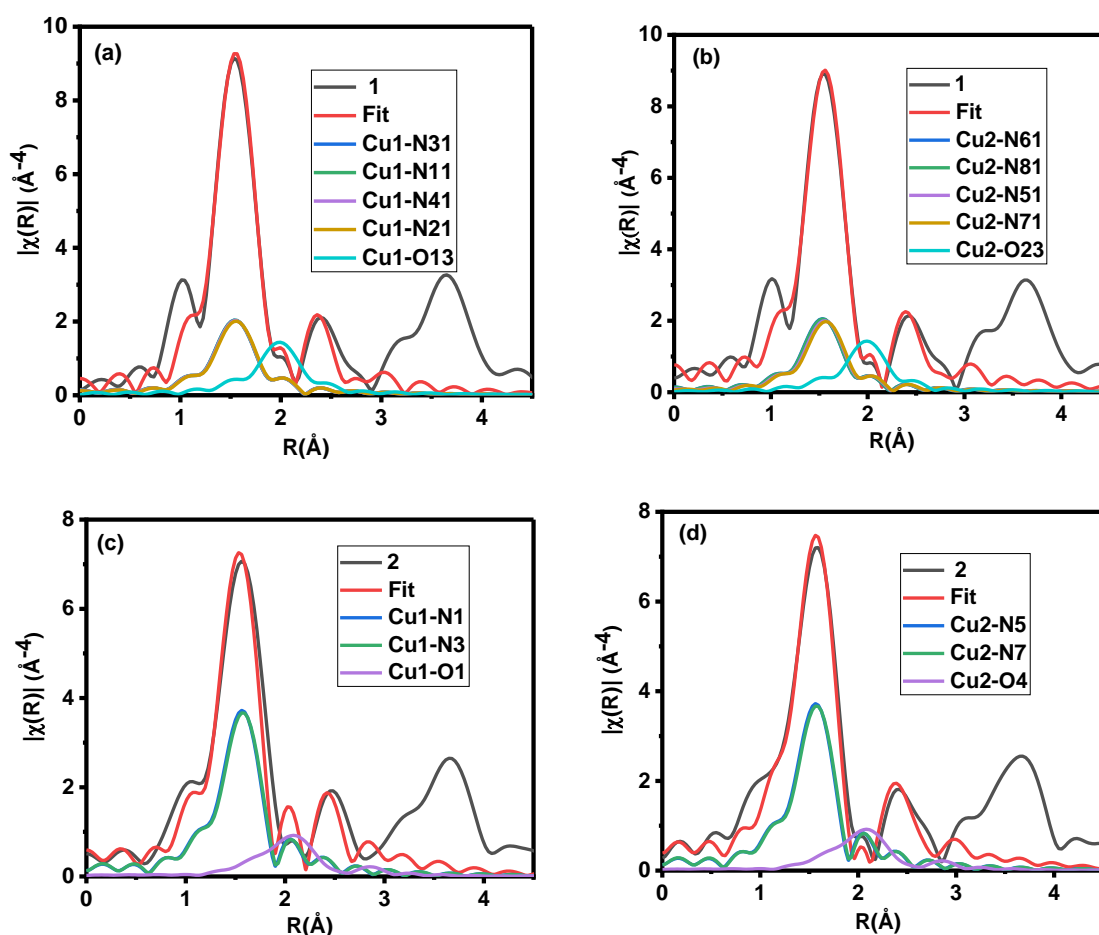 (a)
1
Fit
Cu1-N31
Cu1-N11
Cu1-N41
Cu1-N21
Cu1-O13
|χ(R)| (Å⁻⁴)
10
8
6
4
2
0
0 1 2 3 4
R(Å)
(b)
1
Fit
Cu2-N61
Cu2-N81
Cu2-N51
Cu2-N71
Cu2-O23
|χ(R)| (Å⁻⁴)
10
8
6
4
2
0
0 1 2 3 4
R(Å)
(c)
2
Fit
Cu1-N1
Cu1-N3
Cu1-O1
|χ(R)| (Å⁻⁴)
8
6
4
2
0
0 1 2 3 4
R(Å)
(d)
2
Fit
Cu2-N5
Cu2-N7
Cu2-O4
|χ(R)| (Å⁻⁴)
8
6
4
2
0
0 1 2 3 4
R(Å)